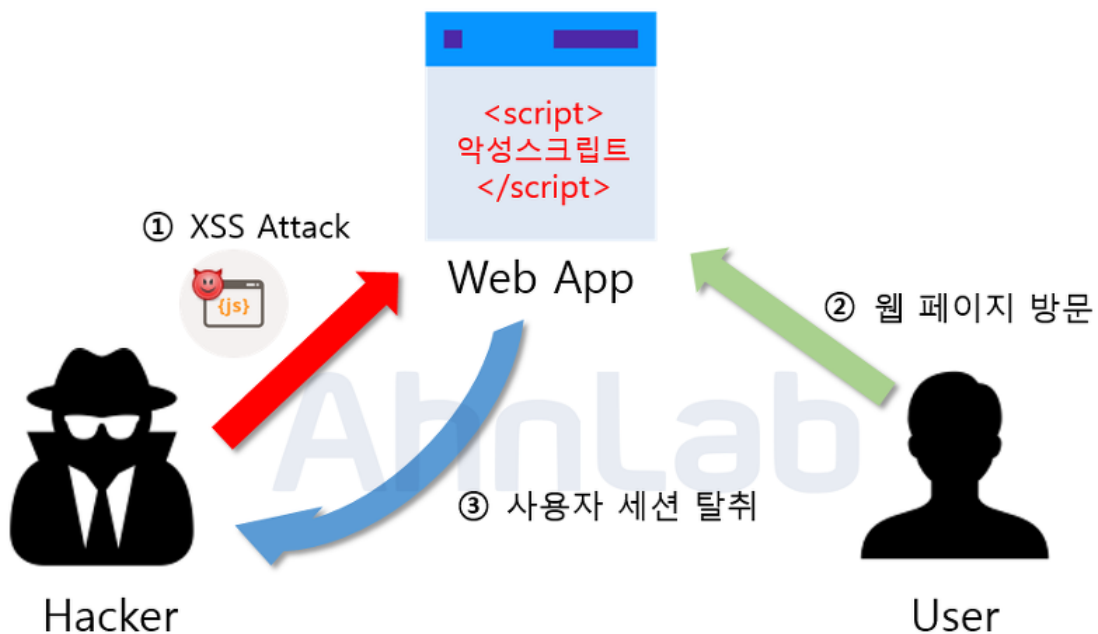 <script>
악성스크립트
</script>
① XSS Attack
{js}
Web App
② 웹 페이지 방문
AhnLab
③ 사용자 세션 탈취
Hacker
User